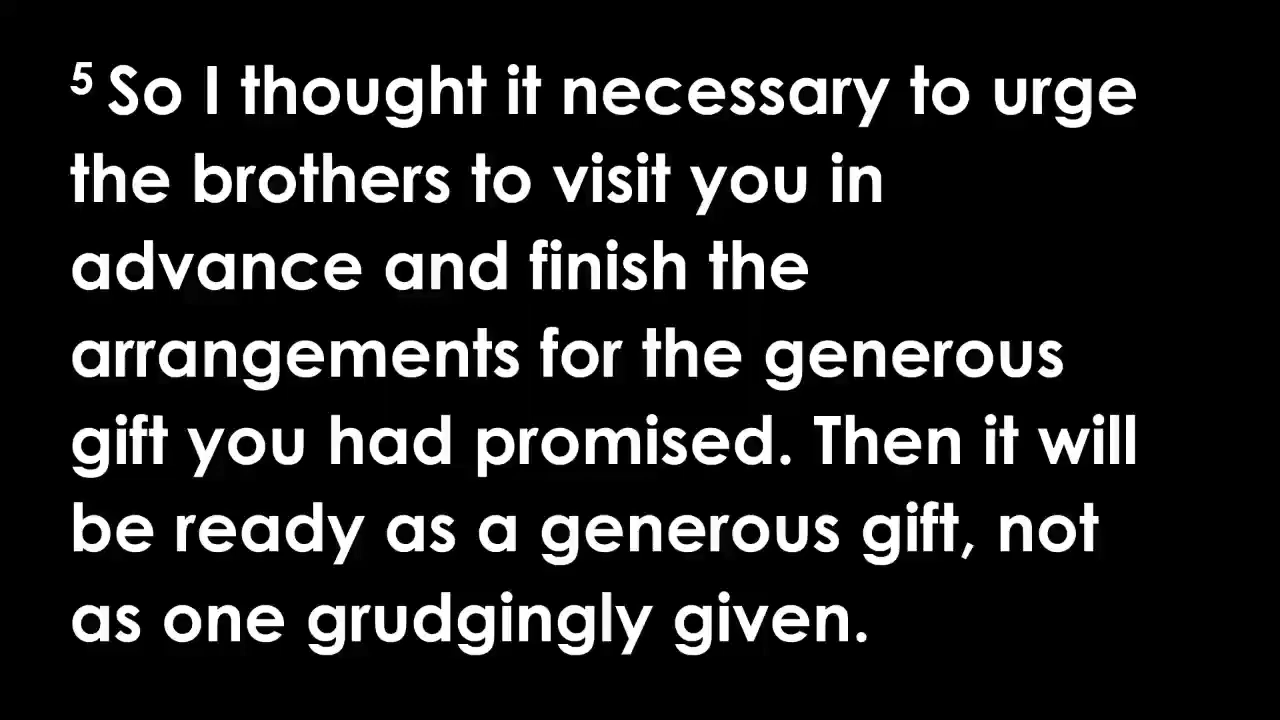 5 So I thought it necessary to urge
the brothers to visit you in
advance and finish the
arrangements for the generous
gift you had promised. Then it will
be ready as a generous gift, not
as one grudgingly given.